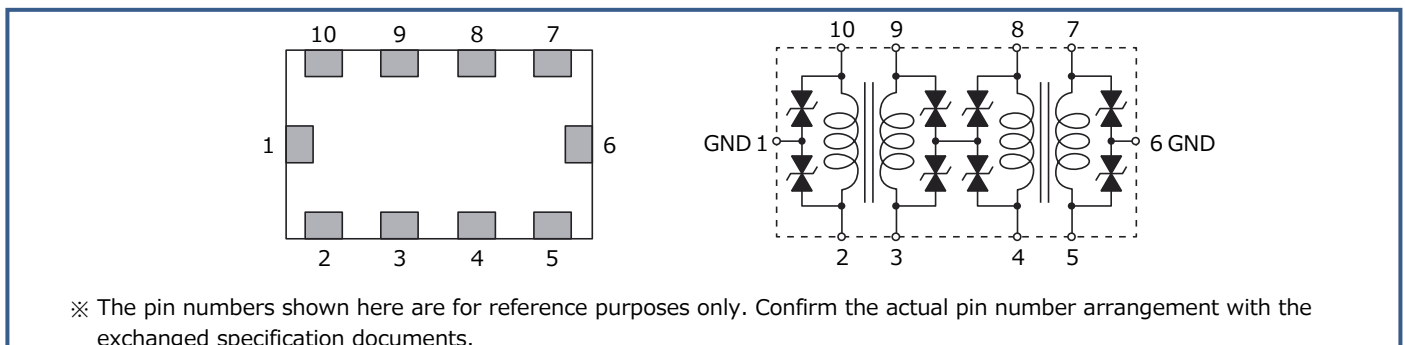 10 9 8 7
1 6
2 3 4 5
10 9 8 7
GND 1 6 GND
2 3 4 5
※ The pin numbers shown here are for reference purposes only. Confirm the actual pin number arrangement with the
exchanged specification documents.